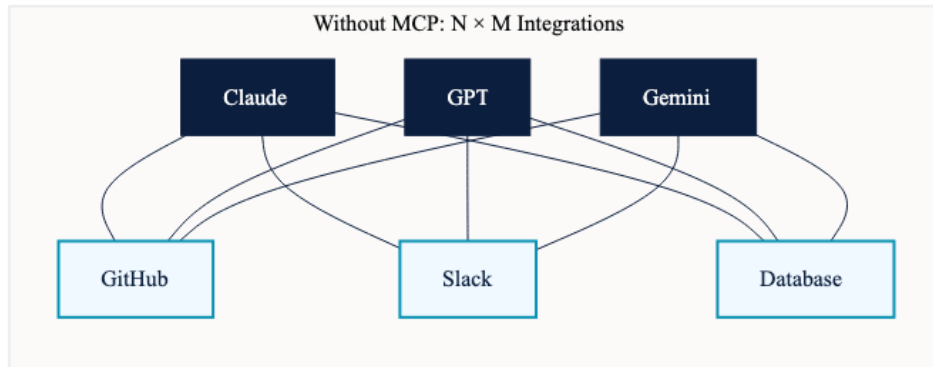 Without MCP: N × M Integrations
Claude
GPT
Gemini
GitHub
Slack
Database